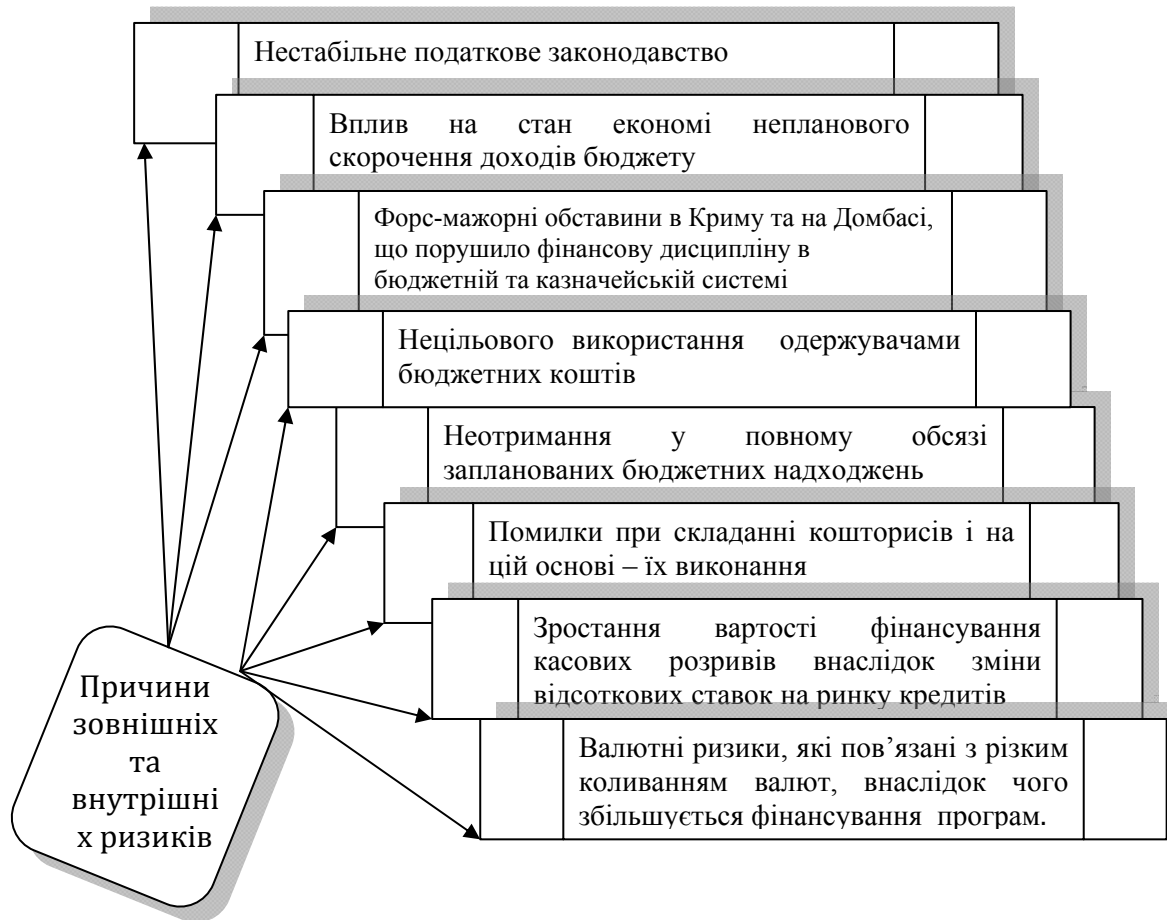 Нестабільне податкове законодавство
Вплив на стан економі непланового
скорочення доходів бюджету
Форс-мажорні обставини в Криму та на Домбасі,
що порушило фінансову дисципліну в
бюджетній та казначейській системі
Нецільового використання одержувачами
бюджетних коштів
Неотримання у повному обсязі
запланованих бюджетних надходжень
Помилки при складанні кошторисів і на
цій основі – їх виконання
Зростання вартості фінансування
касових розривів внаслідок зміни
відсоткових ставок на ринку кредитів
Валютні ризики, які пов’язані з різким
коливанням валют, внаслідок чого
збільшується фінансування програм.
Причини
зовнішніх
та
внутрішні
х ризиків